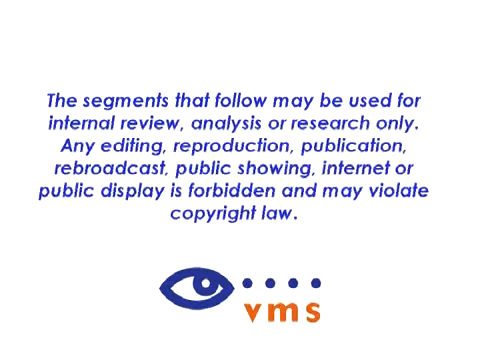 The segments that follow may be used for
internal review, analysis or research only.
Any editing, reproduction, publication,
rebroadcast, public showing, internet or
public display is forbidden and may violate
copyright law.
vms